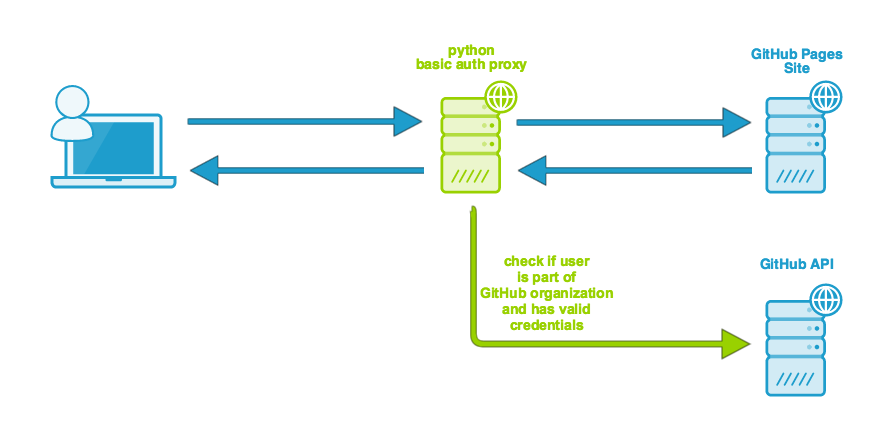 python
basic auth proxy
GitHub Pages
Site
check if user
is part of
GitHub organization
and has valid
credentials
GitHub API